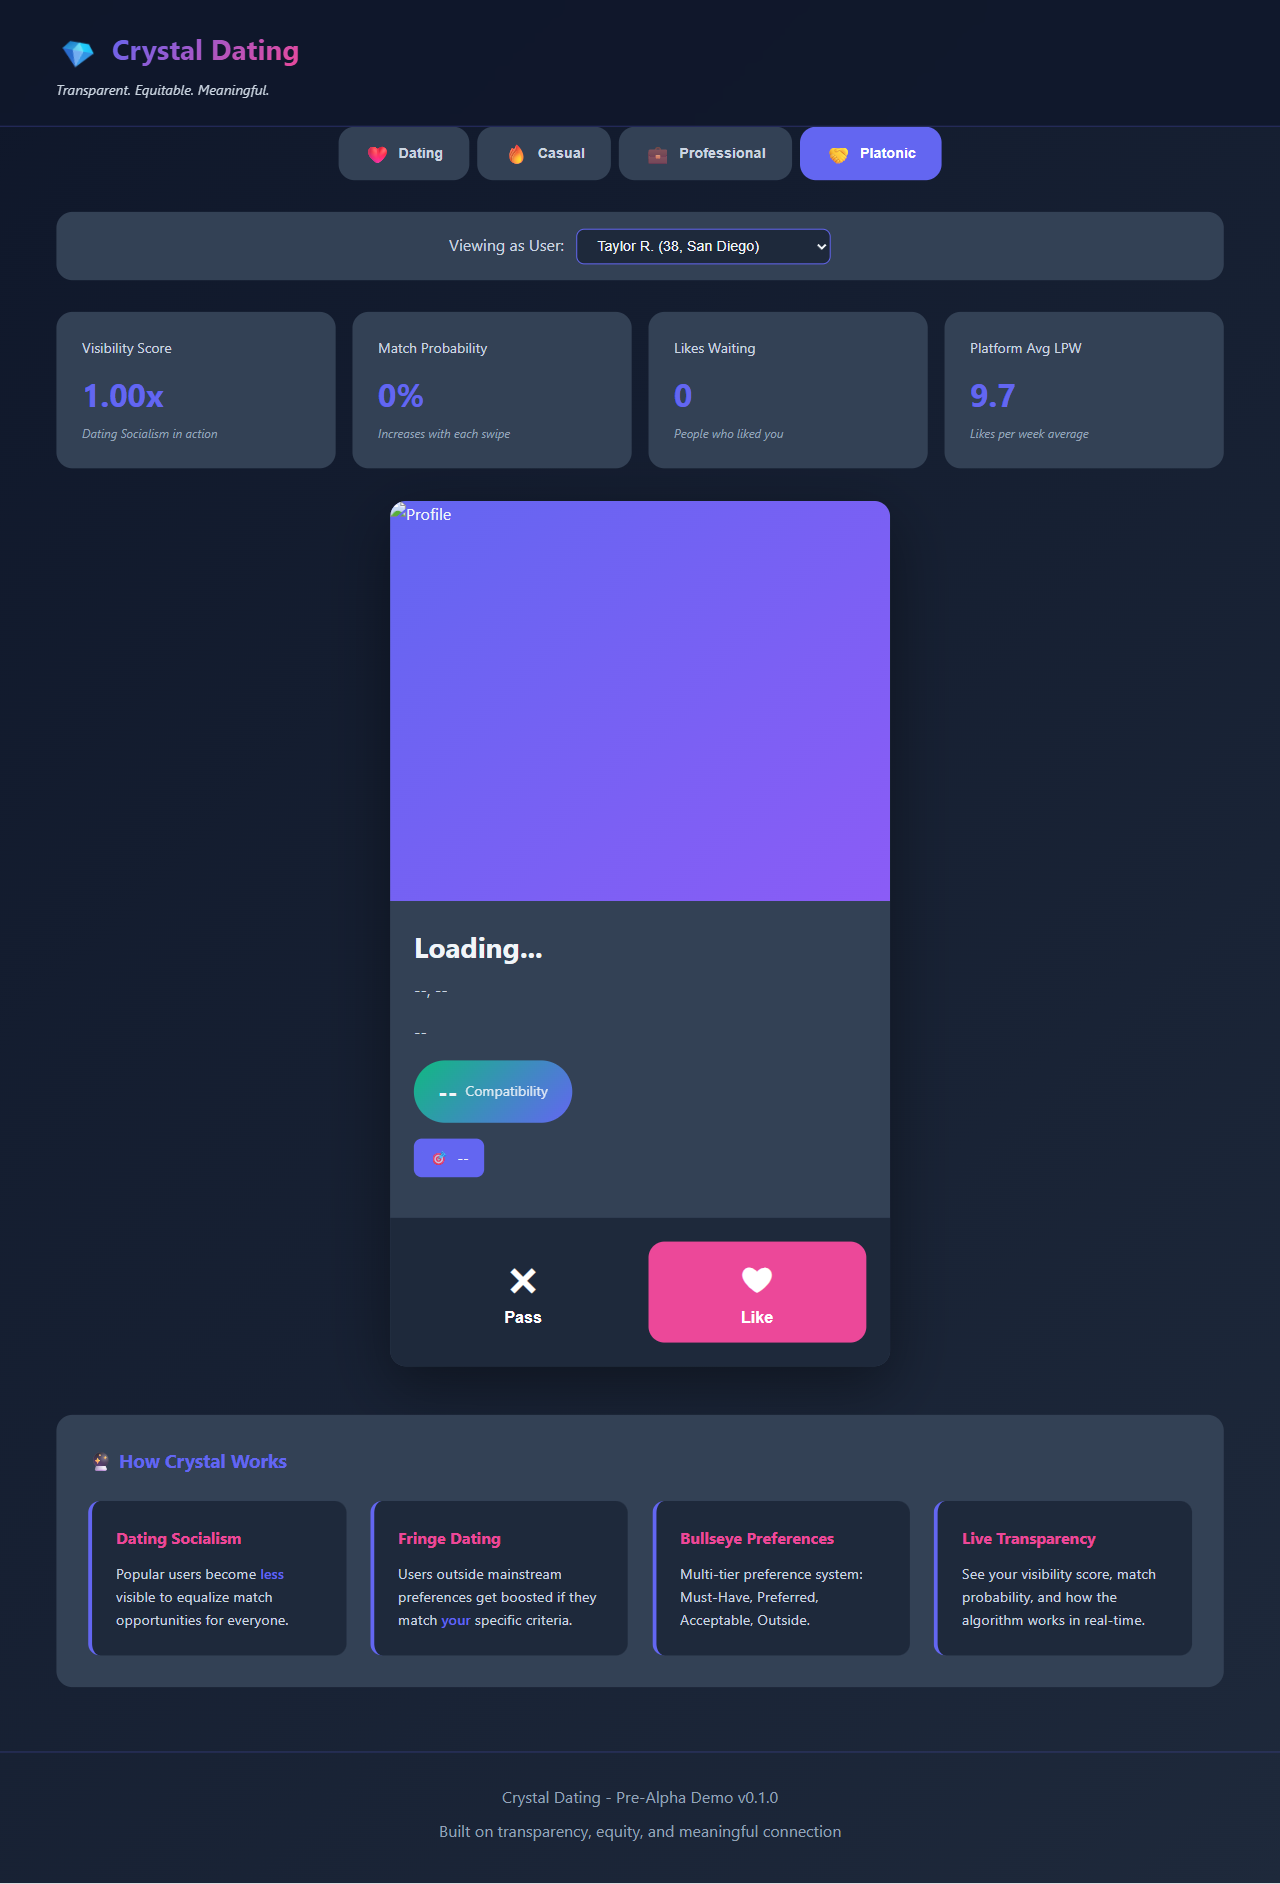 Crystal Dating
Transparent. Equitable. Meaningful.
Dating
Casual
Professional
Platonic
Viewing as User:
Taylor R. (38, San Diego)
Visibility Score
1.00x
Dating Socialism in action
Match Probability
0%
Increases with each swipe
Likes Waiting
0
People who liked you
Platform Avg LPW
9.7
Likes per week average
Profile
Loading...
--, --
--
-- Compatibility
--
Pass
Like
How Crystal Works
Dating Socialism
Popular users become less
visible to equalize match
opportunities for everyone.
Fringe Dating
Users outside mainstream
preferences get boosted if they
match your specific criteria.
Bullseye Preferences
Multi-tier preference system:
Must-Have, Preferred,
Acceptable, Outside.
Live Transparency
See your visibility score, match
probability, and how the
algorithm works in real-time.
Crystal Dating - Pre-Alpha Demo v0.1.0
Built on transparency, equity, and meaningful connection